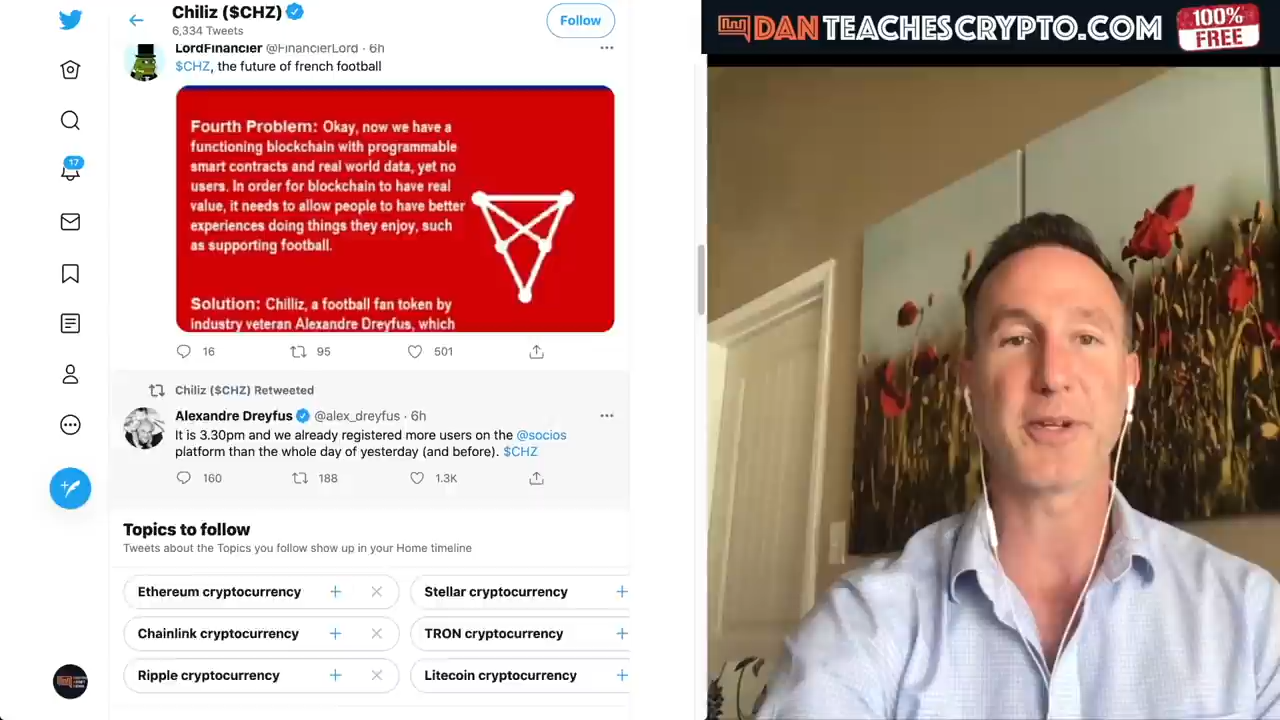 Chiliz ($CHZ)
6,334 Tweets
Follow
LordFinancier @FinancierLord · 6h
$CHZ, the future of french football
Fourth Problem: Okay, now we have a
functioning blockchain with programmable
smart contracts and real world data, yet no
users. In order for blockchain to have real
value, it needs to allow people to have better
experiences doing things they enjoy, such
as supporting football.
Solution: Chilliz, a football fan token by
industry veteran Alexandre Dreyfus, which
16 95 501
Chiliz ($CHZ) Retweeted
Alexandre Dreyfus @alex_dreyfus · 6h
It is 3.30pm and we already registered more users on the @socios
platform than the whole day of yesterday (and before). $CHZ
160 188 1.3K
Topics to follow
Tweets about the Topics you follow show up in your Home timeline
Ethereum cryptocurrency
Stellar cryptocurrency
Chainlink cryptocurrency
TRON cryptocurrency
Ripple cryptocurrency
Litecoin cryptocurrency
17
DANTEACHESCRYPTO.COM
100%
FREE